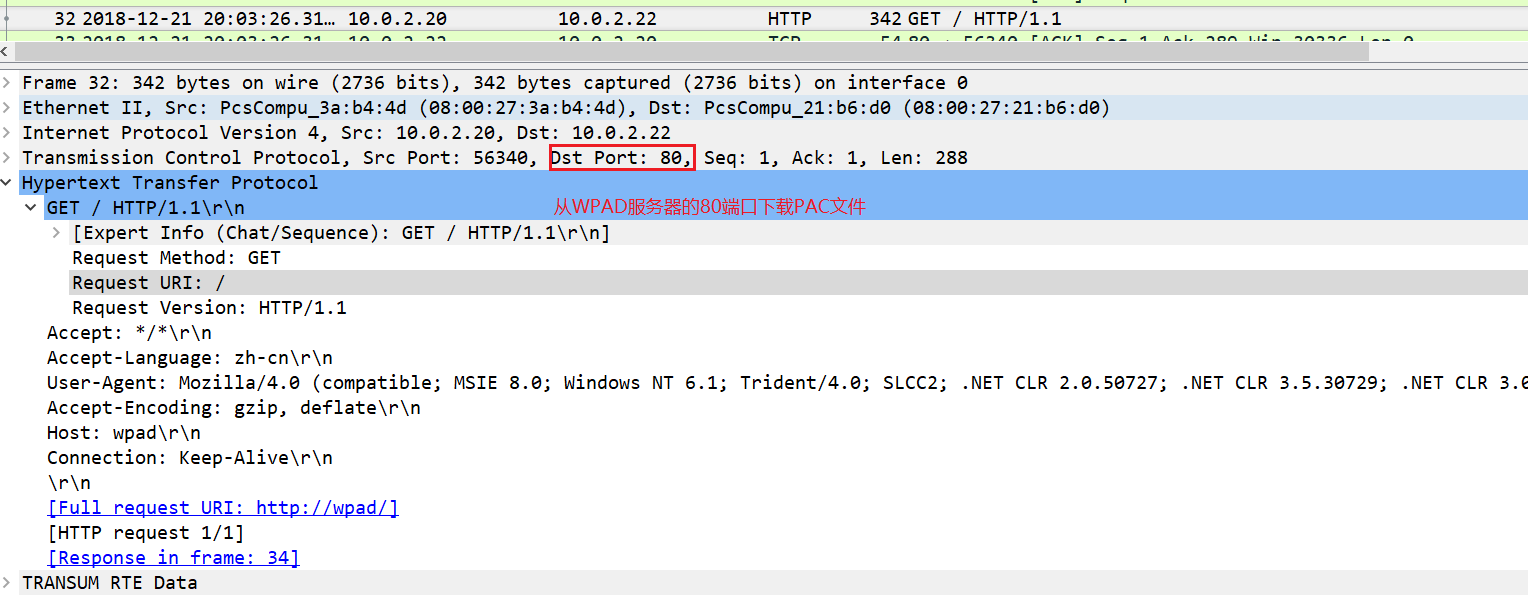 32 2018-12-21 20:03:26.31… 10.0.2.20 10.0.2.22 HTTP 342 GET / HTTP/1.1
Frame 32: 342 bytes on wire (2736 bits), 342 bytes captured (2736 bits) on interface 0
Ethernet II, Src: PcsCompu_3a:b4:4d (08:00:27:3a:b4:4d), Dst: PcsCompu_21:b6:d0 (08:00:27:21:b6:d0)
Internet Protocol Version 4, Src: 10.0.2.20, Dst: 10.0.2.22
Transmission Control Protocol, Src Port: 56340, Dst Port: 80, Seq: 1, Ack: 1, Len: 288
Hypertext Transfer Protocol
GET / HTTP/1.1\r\n 从WPAD服务器的80端口下载PAC文件
[Expert Info (Chat/Sequence): GET / HTTP/1.1\r\n]
Request Method: GET
Request URI: /
Request Version: HTTP/1.1
Accept: */*\r\n
Accept-Language: zh-cn\r\n
User-Agent: Mozilla/4.0 (compatible; MSIE 8.0; Windows NT 6.1; Trident/4.0; SLCC2; .NET CLR 2.0.50727; .NET CLR 3.5.30729; .NET CLR 3.0
Accept-Encoding: gzip, deflate\r\n
Host: wpad\r\n
Connection: Keep-Alive\r\n
\r\n
[Full request URI: http://wpad/]
[HTTP request 1/1]
[Response in frame: 34]
TRANSUM RTE Data